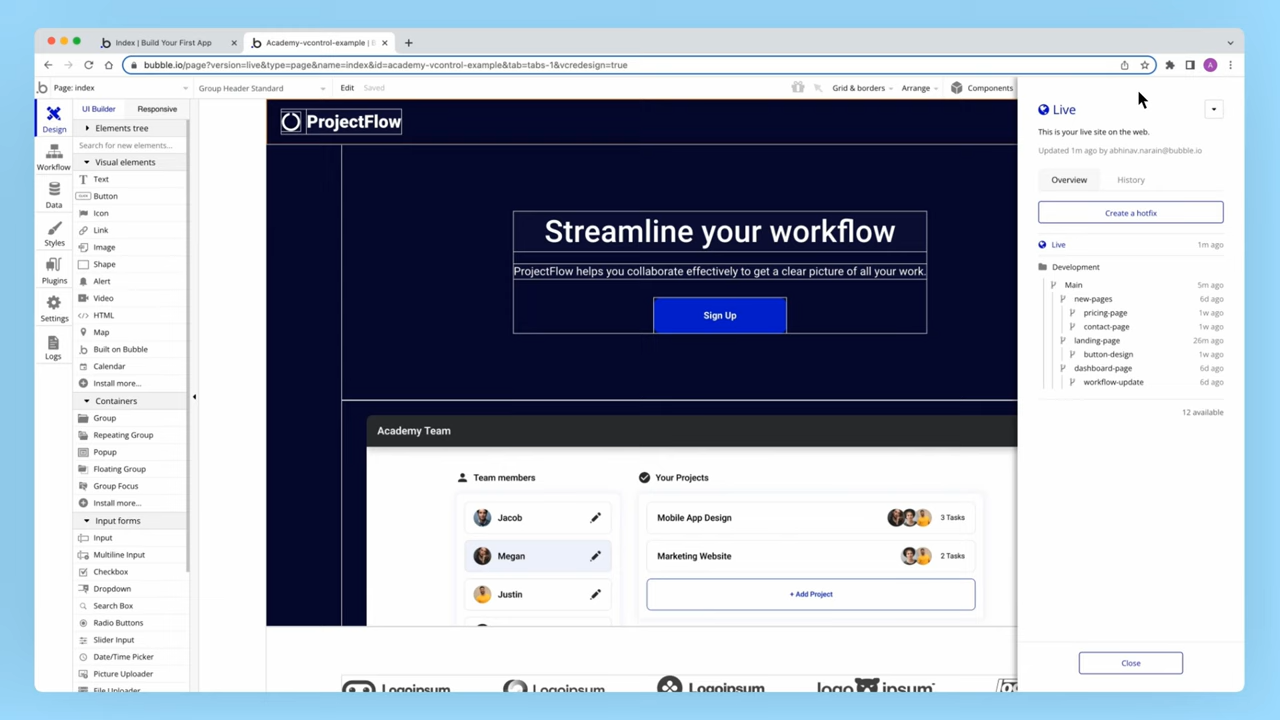 Index | Build Your First App
Academy-vcontrol-example |
bubble.io/page?version=live&type=page&name=index&id=academy-vcontrol-example&tab=tabs-1&vcredesign=true
A
Page: index
Group Header Standard
Edit
Saved
Grid & borders
Arrange
Components
Design
Workflow
Data
Styles
Plugins
Settings
Logs
UI Builder
Responsive
Elements tree
Search for new elements...
Visual elements
Text
Button
Icon
Link
Image
Shape
Alert
Video
HTML
Map
Built on Bubble
Calendar
Install more...
Containers
Group
Repeating Group
Popup
Floating Group
Group Focus
Install more...
Input forms
Input
Multiline Input
Checkbox
Dropdown
Search Box
Radio Buttons
Slider Input
Date/Time Picker
Picture Uploader
File Uploader
ProjectFlow
Streamline your workflow
ProjectFlow helps you collaborate effectively to get a clear picture of all your work.
Sign Up
Academy Team
Team members
Jacob
Megan
Justin
Your Projects
Mobile App Design
3 Tasks
Marketing Website
2 Tasks
+ Add Project
Logoipsum
Logoipsum
Logoipsum
logo ipsum
Live
This is your live site on the web.
Updated 1m ago by abhinav.narain@bubble.io
Overview
History
Create a hotfix
Live 1m ago
Development
Main 5m ago
new-pages 6d ago
pricing-page 1w ago
contact-page 1w ago
landing-page 26m ago
button-design 1w ago
dashboard-page 6d ago
workflow-update 6d ago
12 available
Close